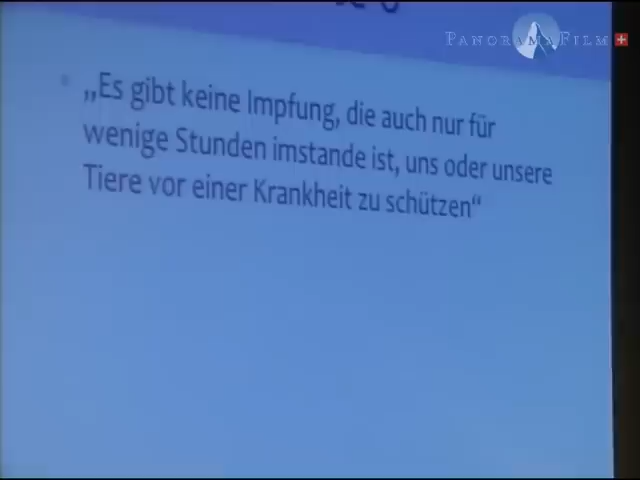 PANORAMAFILM
„Es gibt keine Impfung, die auch nur für
wenige Stunden imstande ist, uns oder unsere
Tiere vor einer Krankheit zu schützen“